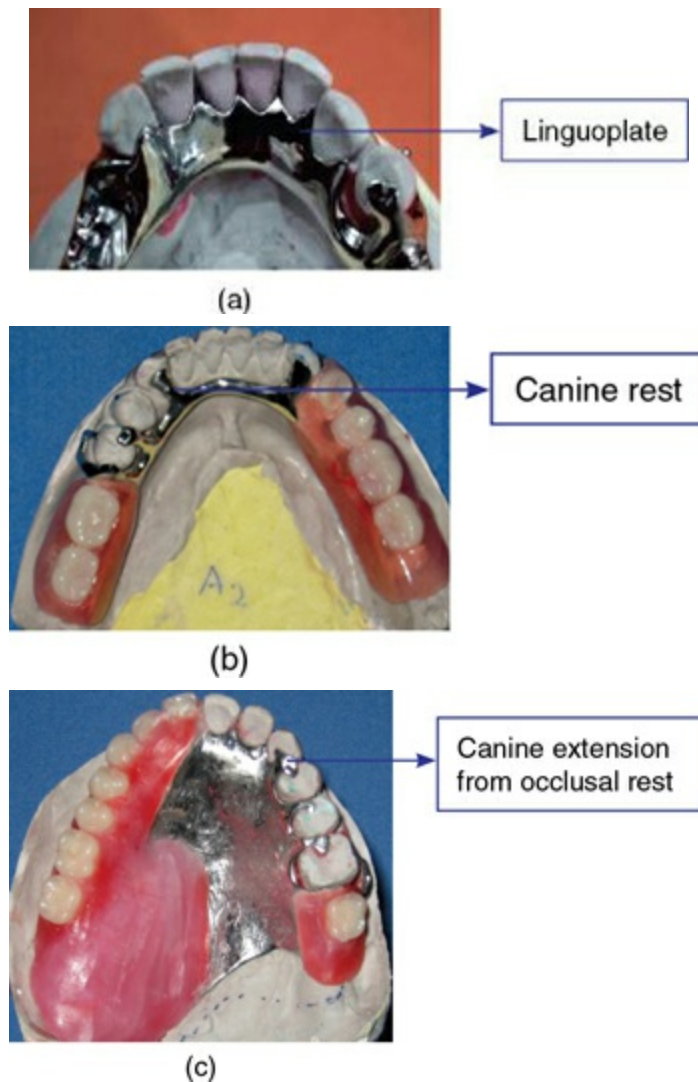 Linguoplate
(a)
Canine rest
A2
(b)
Canine extension
from occlusal rest
(c)